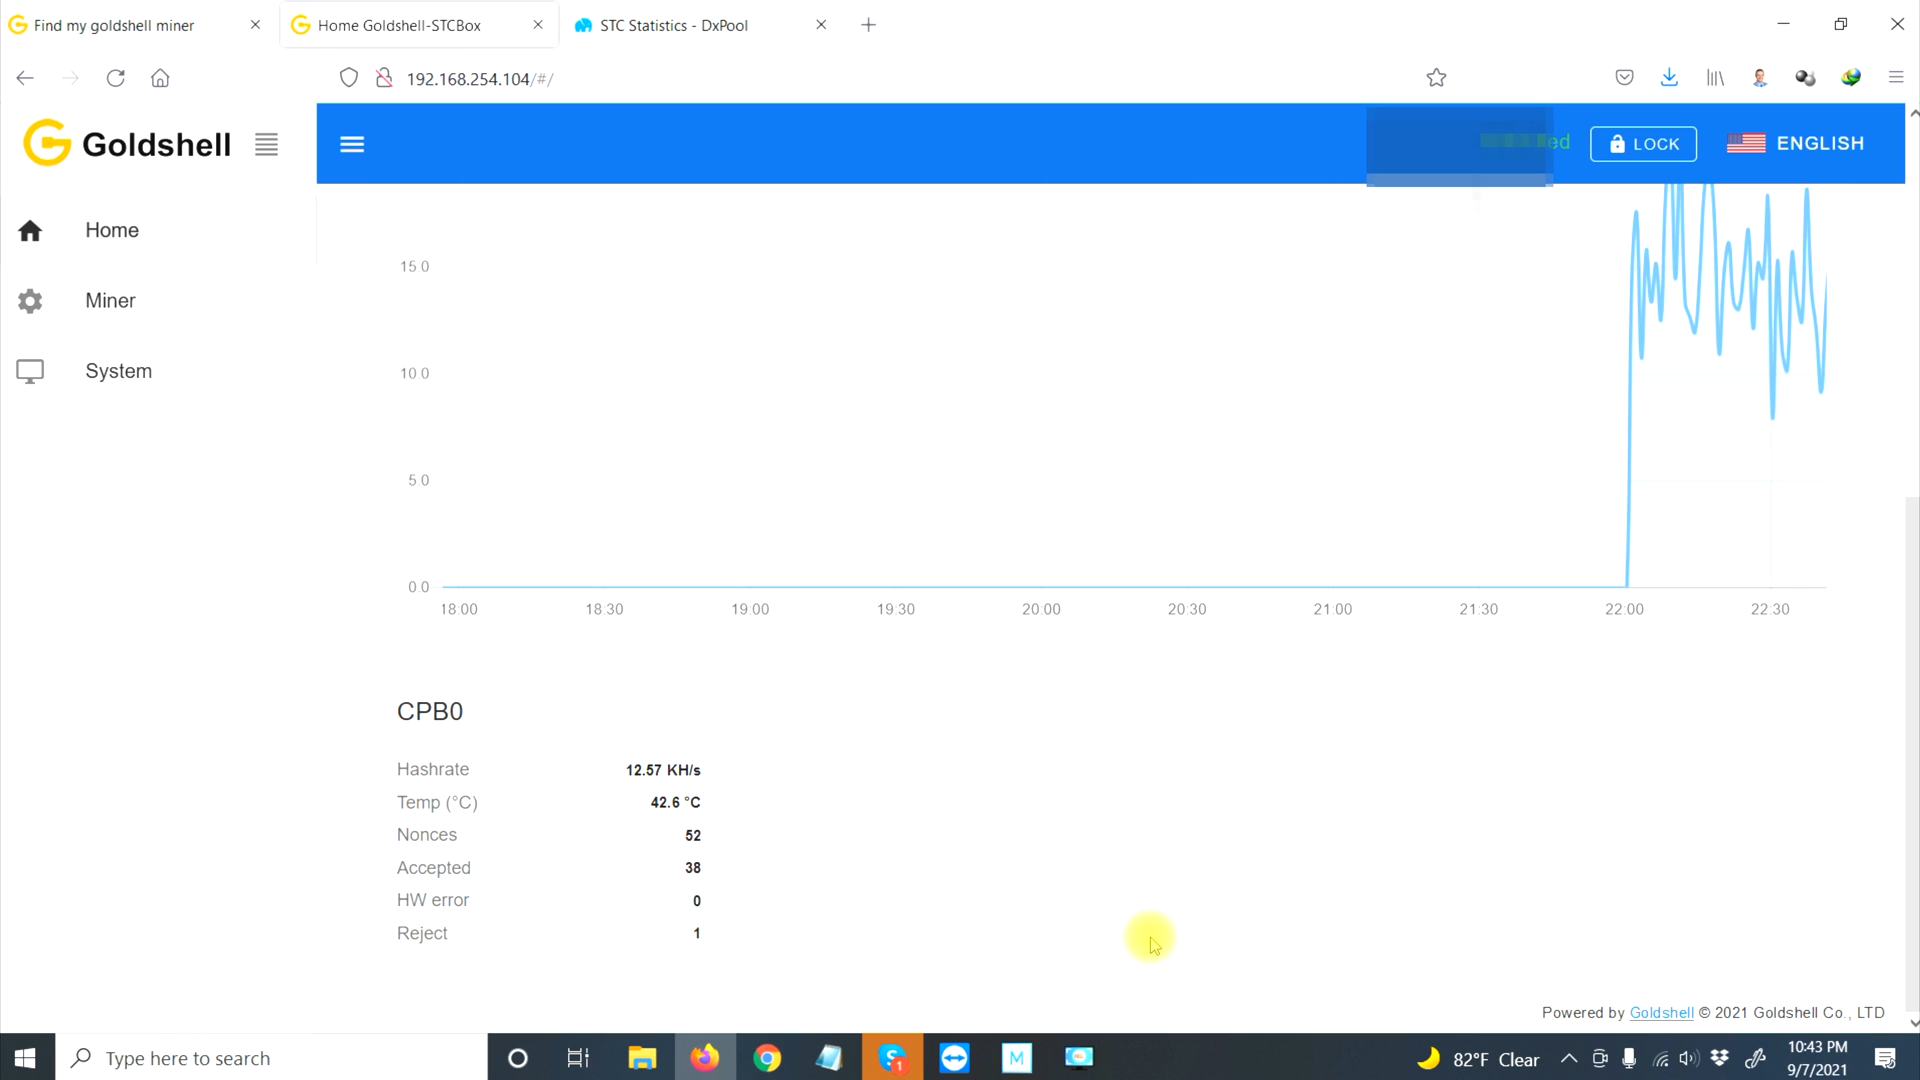 Find my goldshell miner
Home Goldshell-STCBox
STC Statistics - DxPool
192.168.254.104/#/
Goldshell
ed
LOCK
ENGLISH
Home
Miner
System
15 0
10 0
5 0
0 0
18:00 18:30 19:00 19:30 20:00 20:30 21:00 21:30 22:00 22:30
CPB0
Hashrate 12.57 KH/s
Temp (°C) 42.6 °C
Nonces 52
Accepted 38
HW error 0
Reject 1
Powered by Goldshell © 2021 Goldshell Co., LTD
Type here to search
1
M
82°F Clear
10:43 PM
9/7/2021